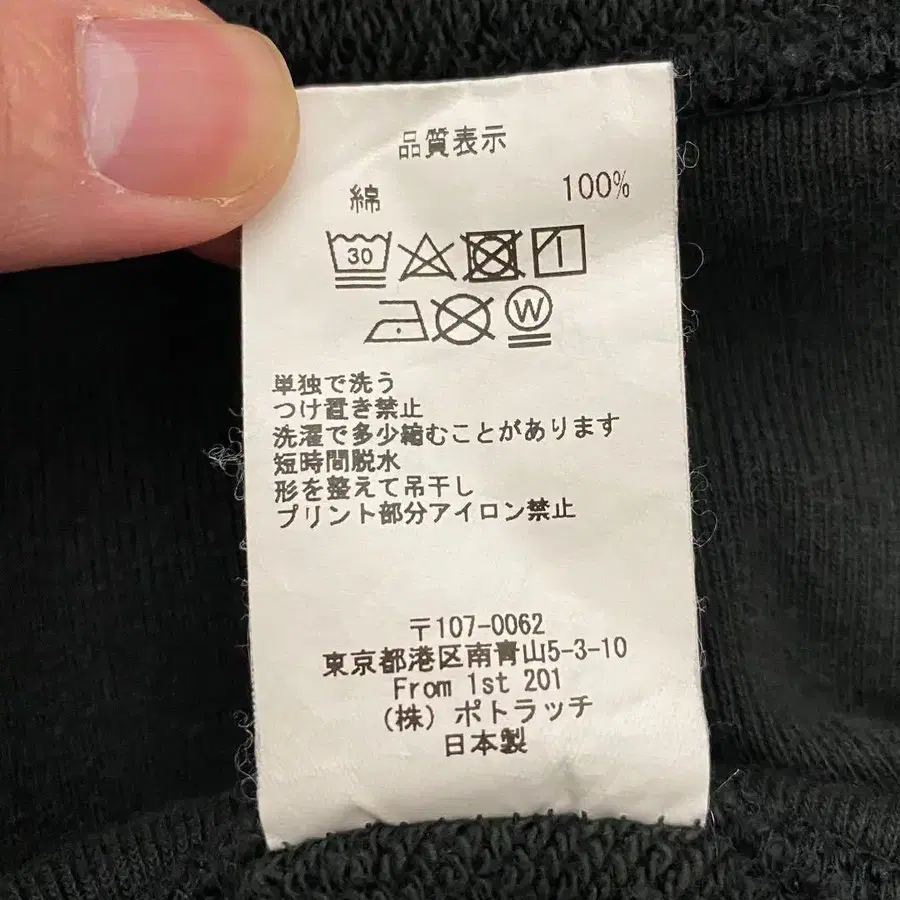 品質表示
綿 100%
30
W
単独で洗う
つけ置き禁止
洗濯で多少縮むことがあります
短時間脱水
形を整えて吊干し
プリント部分アイロン禁止
〒107-0062
東京都港区南青山5-3-10
From 1st 201
(株) ポトラッチ
日本製